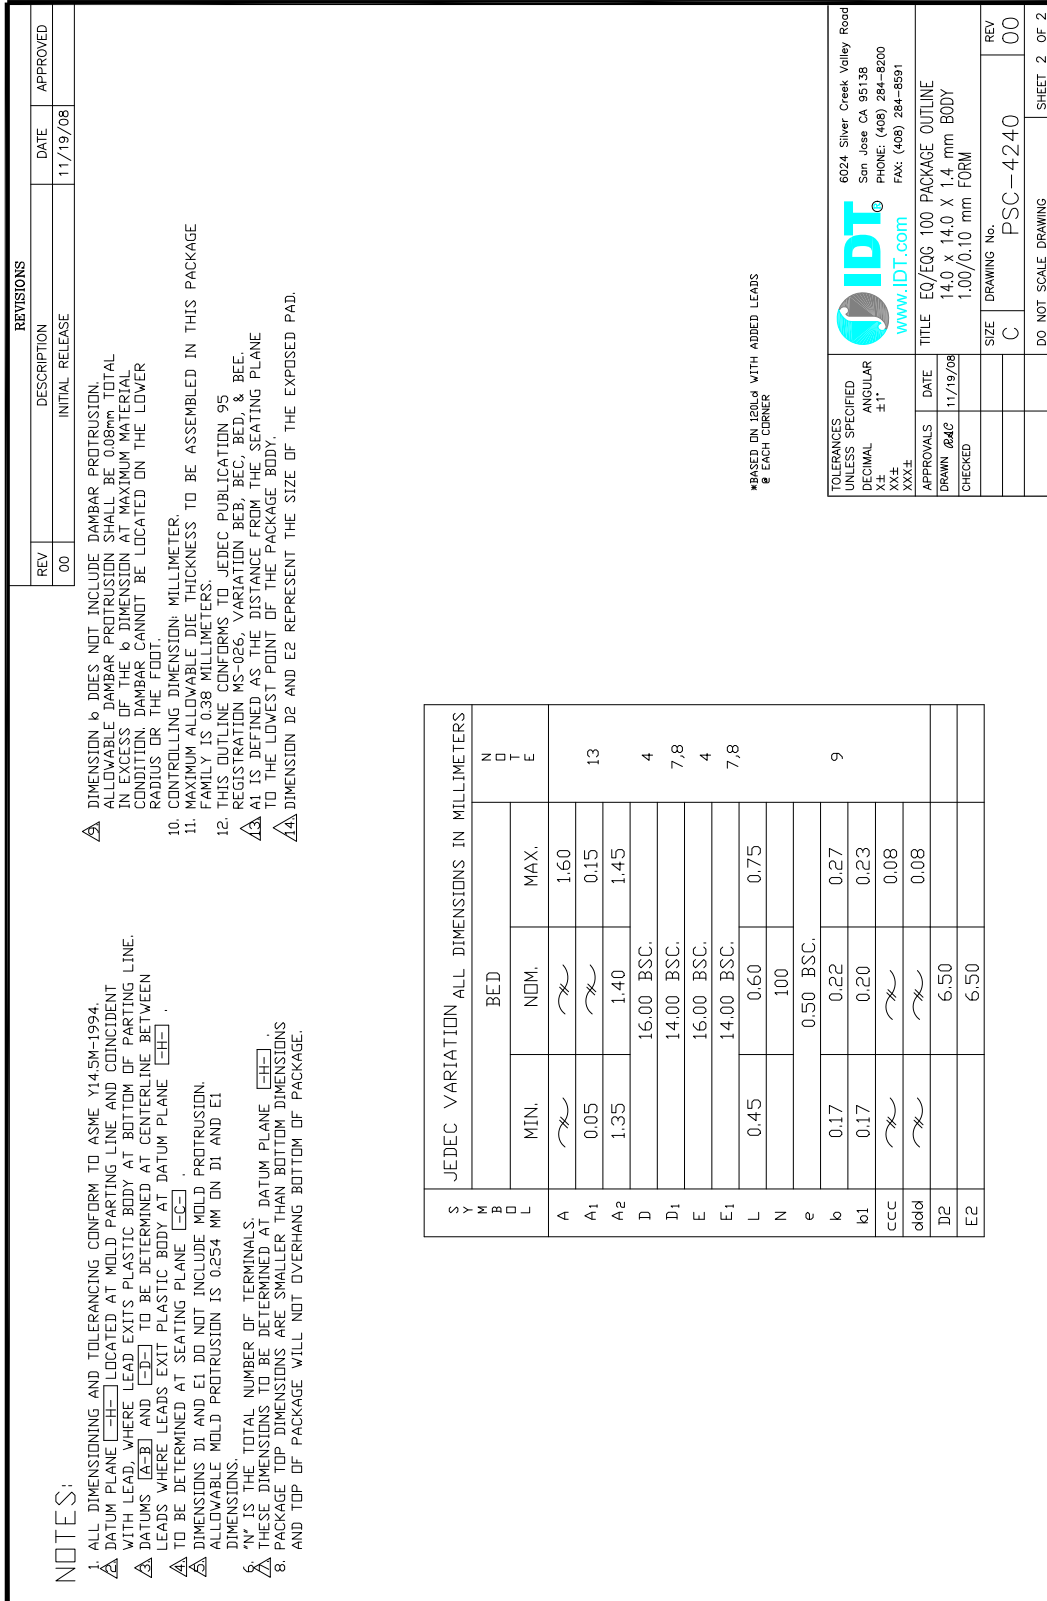 REVISIONS
REV DESCRIPTION DATE APPROVED
00 INITIAL RELEASE 11/19/08
NOTES:
1. ALL DIMENSIONING AND TOLERANCING CONFORM TO ASME Y14.5M-1994.
2. DATUM PLANE -H- LOCATED AT MOLD PARTING LINE AND COINCIDENT
WITH LEAD, WHERE LEAD EXITS PLASTIC BODY AT BOTTOM OF PARTING LINE.
3. DATUMS A-B AND -D- TO BE DETERMINED AT CENTERLINE BETWEEN
LEADS WHERE LEADS EXIT PLASTIC BODY AT DATUM PLANE -H- .
4. TO BE DETERMINED AT SEATING PLANE -C- .
5. DIMENSIONS D1 AND E1 DO NOT INCLUDE MOLD PROTRUSION.
ALLOWABLE MOLD PROTRUSION IS 0.254 MM ON D1 AND E1
DIMENSIONS.
6. "N" IS THE TOTAL NUMBER OF TERMINALS.
7. THESE DIMENSIONS TO BE DETERMINED AT DATUM PLANE -H- .
8. PACKAGE TOP DIMENSIONS ARE SMALLER THAN BOTTOM DIMENSIONS
AND TOP OF PACKAGE WILL NOT OVERHANG BOTTOM OF PACKAGE.
9. DIMENSION b DOES NOT INCLUDE DAMBAR PROTRUSION.
ALLOWABLE DAMBAR PROTRUSION SHALL BE 0.08mm TOTAL
IN EXCESS OF THE b DIMENSION AT MAXIMUM MATERIAL
CONDITION. DAMBAR CANNOT BE LOCATED ON THE LOWER
RADIUS OR THE FOOT.
10. CONTROLLING DIMENSION: MILLIMETER.
11. MAXIMUM ALLOWABLE DIE THICKNESS TO BE ASSEMBLED IN THIS PACKAGE
FAMILY IS 0.38 MILLIMETERS.
12. THIS OUTLINE CONFORMS TO JEDEC PUBLICATION 95
REGISTRATION MS-026, VARIATION BEB, BEC, BED, & BEE.
13. A1 IS DEFINED AS THE DISTANCE FROM THE SEATING PLANE
TO THE LOWEST POINT OF THE PACKAGE BODY.
14. DIMENSION D2 AND E2 REPRESENT THE SIZE OF THE EXPOSED PAD.
SYMBOL JEDEC VARIATION ALL DIMENSIONS IN MILLIMETERS
BED NOTE
MIN. NOM. MAX.
A 1.60
A1 0.05 0.15 13
A2 1.35 1.40 1.45
D 16.00 BSC. 4
D1 14.00 BSC. 7,8
E 16.00 BSC. 4
E1 14.00 BSC. 7,8
L 0.45 0.60 0.75
N 100
e 0.50 BSC.
b 0.17 0.22 0.27 9
b1 0.17 0.20 0.23
ccc 0.08
ddd 0.08
D2 6.50
E2 6.50
*BASED ON 120Ld WITH ADDED LEADS
@ EACH CORNER
TOLERANCES
UNLESS SPECIFIED
DECIMAL ANGULAR
X± ±1°
XX±
XXX±
IDT®
www.IDT.com
6024 Silver Creek Valley Road
San Jose CA 95138
PHONE: (408) 284-8200
FAX: (408) 284-8591
APPROVALS DATE
DRAWN 11/19/08
CHECKED
TITLE EQ/EQG 100 PACKAGE OUTLINE
14.0 x 14.0 X 1.4 mm BODY
1.00/0.10 mm FORM
SIZE DRAWING No. REV
C PSC-4240 00
DO NOT SCALE DRAWING SHEET 2 OF 2